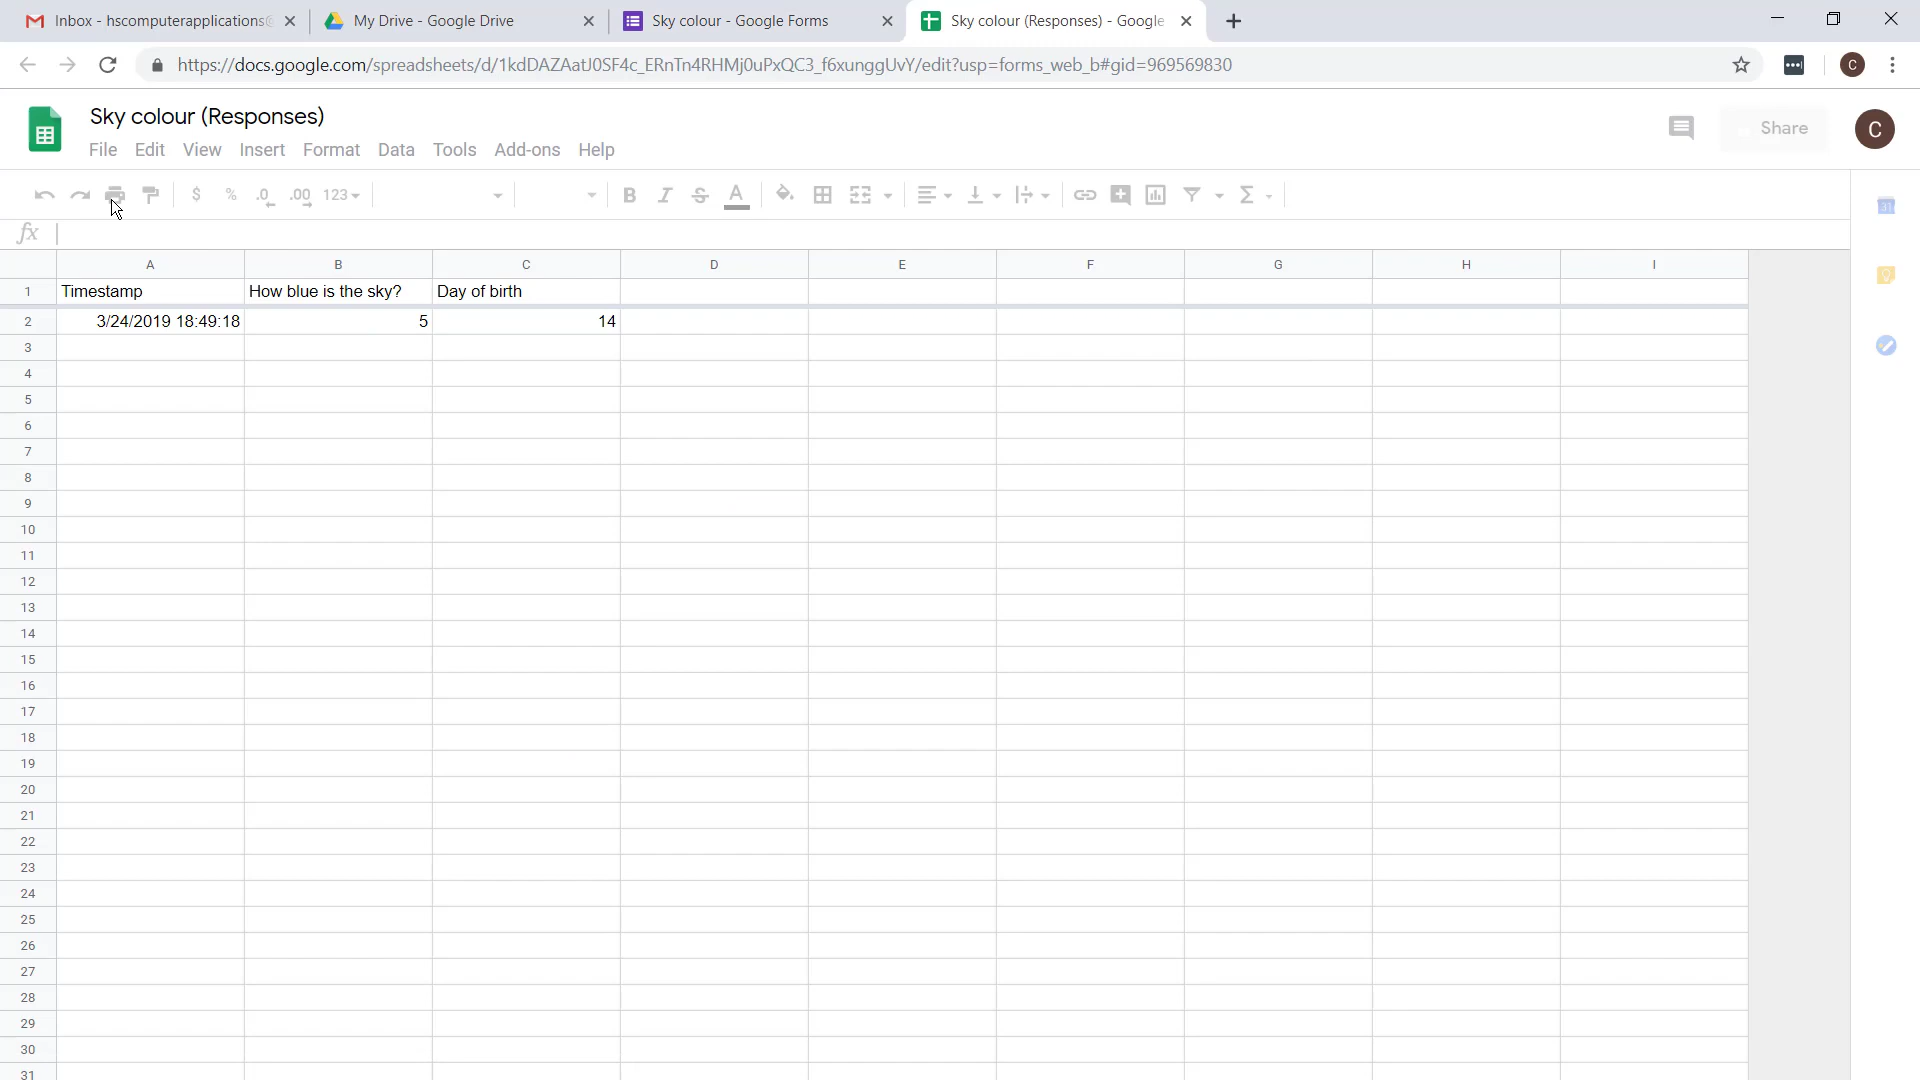 Inbox - hscomputerapplications@
My Drive - Google Drive
Sky colour - Google Forms
Sky colour (Responses) - Google
https://docs.google.com/spreadsheets/d/1kdDAZAatJ0SF4c_ERnTn4RHMj0uPxQC3_f6xunggUvY/edit?usp=forms_web_b#gid=969569830
C
Sky colour (Responses)
Share
C
File Edit View Insert Format Data Tools Add-ons Help
$ % .0 .00 123 B I S A Σ
31
fx
A B C D E F G H I
1 Timestamp How blue is the sky? Day of birth
2 3/24/2019 18:49:18 5 14
3
4
5
6
7
8
9
10
11
12
13
14
15
16
17
18
19
20
21
22
23
24
25
26
27
28
29
30
31